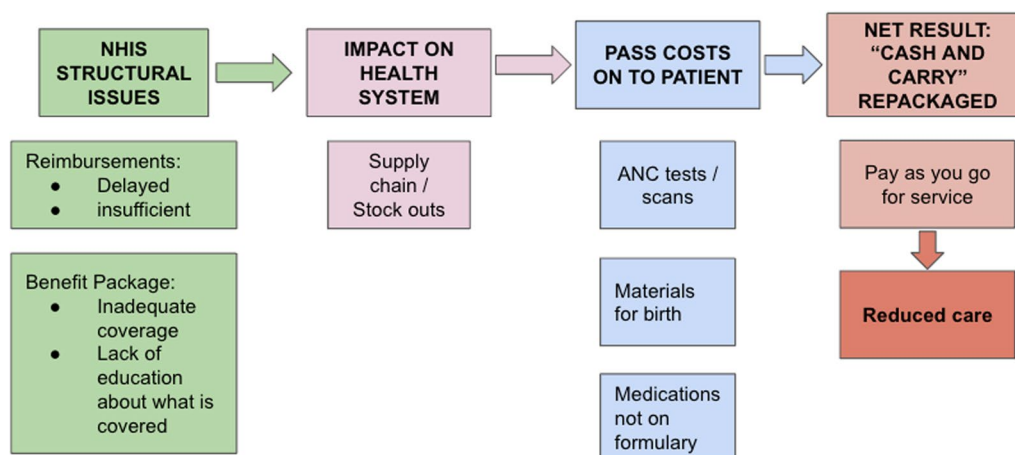 NHIS
STRUCTURAL
ISSUES
IMPACT ON
HEALTH
SYSTEM
PASS COSTS
ON TO PATIENT
NET RESULT:
“CASH AND
CARRY”
REPACKAGED
Reimbursements:
● Delayed
● insufficient
Benefit Package:
● Inadequate
coverage
● Lack of
education
about what is
covered
Supply
chain /
Stock outs
ANC tests /
scans
Materials
for birth
Medications
not on
formulary
Pay as you go
for service
Reduced care